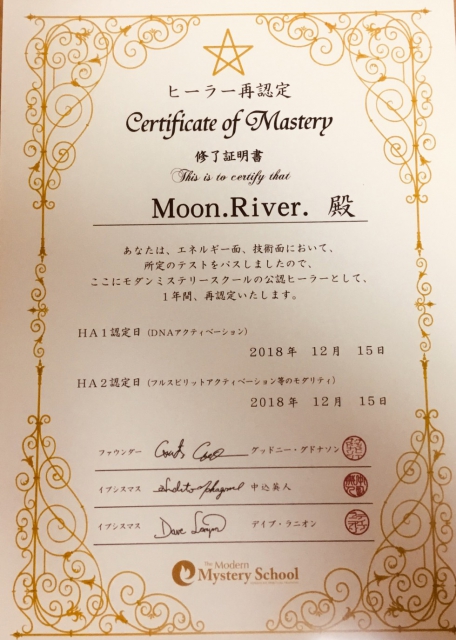 ヒーラー再認定
Certificate of Mastery
修了証明書
This is to certify that
Moon.River. 殿
あなたは、エネルギー面、技術面において、
所定のテストをパスしましたので、
ここにモダンミステリースクールの公認ヒーラーとして、
1年間、再認定いたします。
HA1認定日（DNAアクティベーション）
2018年 12月 15日
HA2認定日（フルスピリットアクティベーション等のモダリティ）
2018年 12月 15日
ファウンダー グッドニー・グドナソン
イプシスマス 中込英人
イプシスマス Dave Lanyon デイブ・ラニオン
The Modern
Mystery School